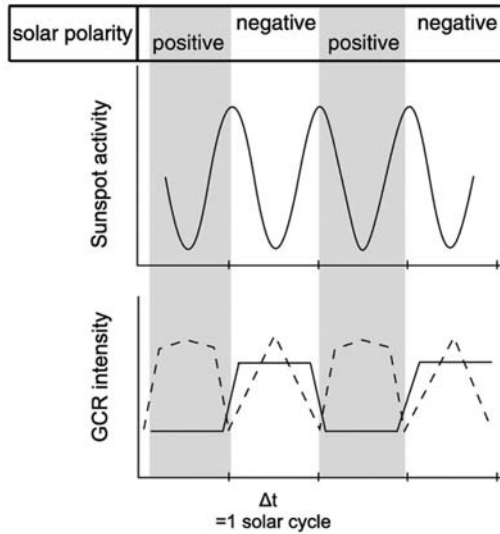 solar polarity
positive
negative
positive
negative
Sunspot activity
GCR intensity
Δt
=1 solar cycle